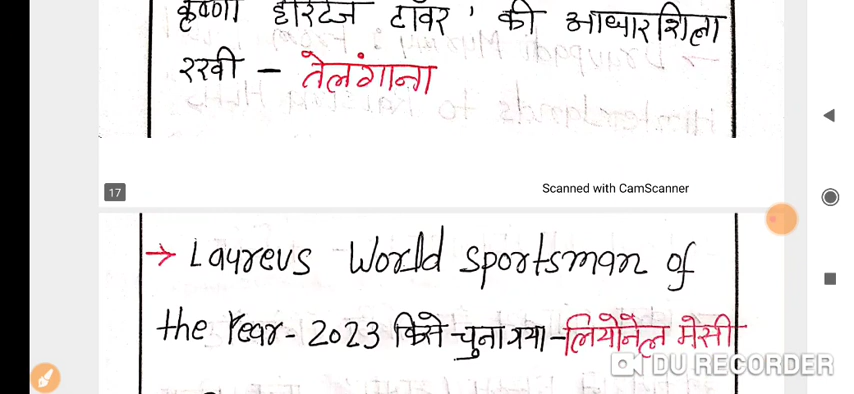 कृष्णा हेरिटेज टॉवर' की आधारशिला
रखी - तेलंगाना
17
Scanned with CamScanner
→ Laureus World Sportsman of
the Year - 2023 किसे चुना गया - लियोनेल मेसी
DU RECORDER